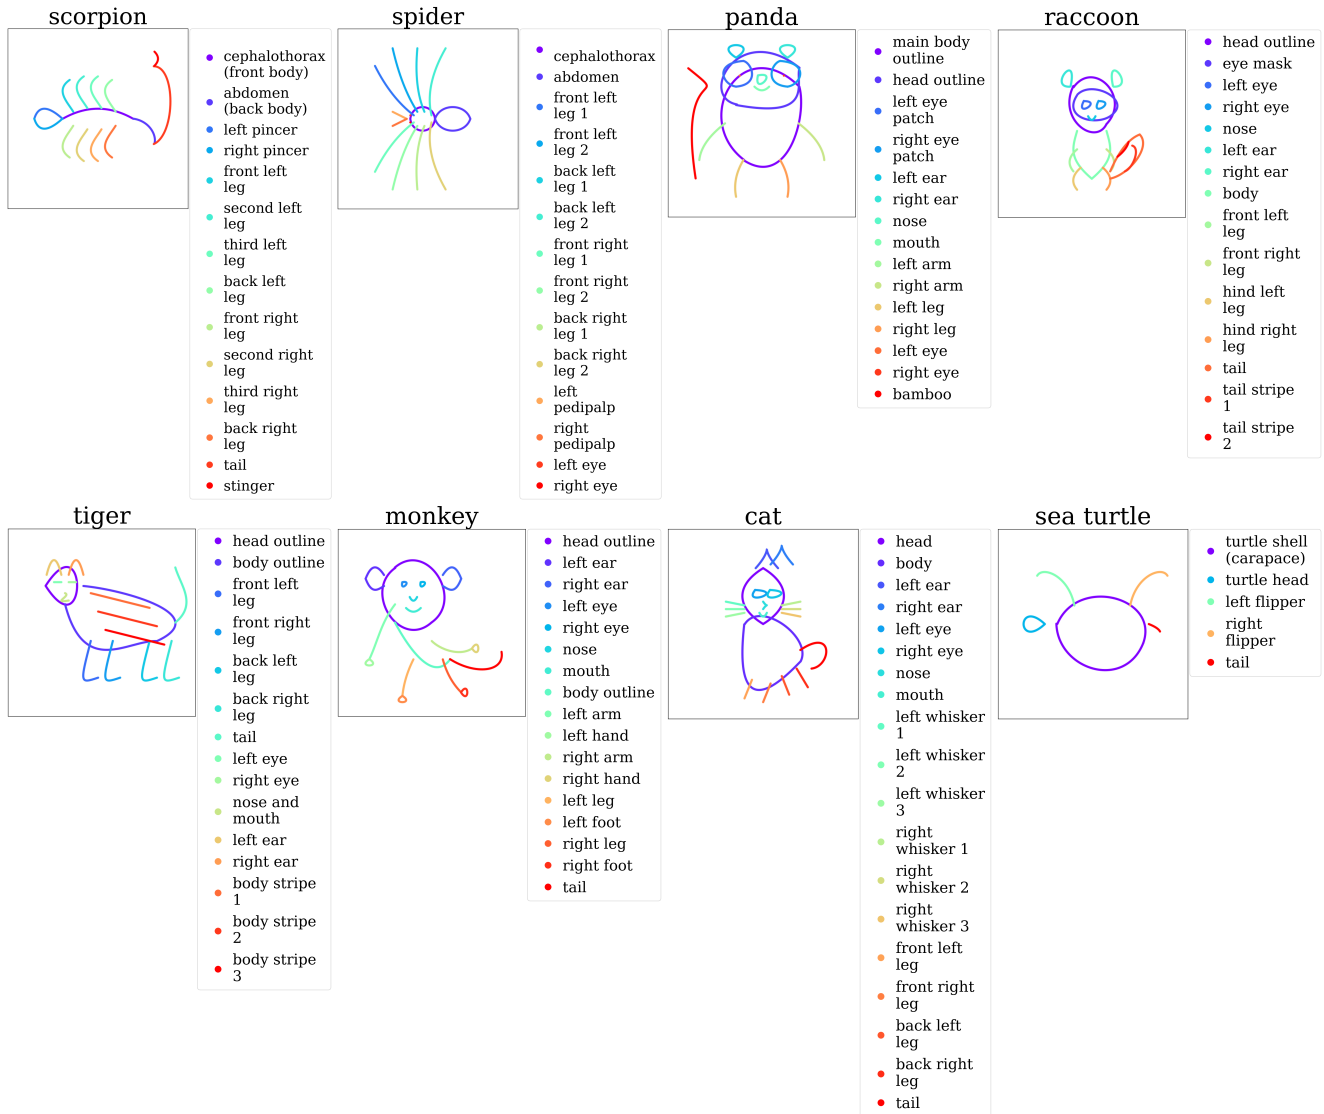 scorpion
cephalothorax
(front body)
abdomen
(back body)
left pincer
right pincer
front left
leg
second left
leg
third left
leg
back left
leg
front right
leg
second right
leg
third right
leg
back right
leg
tail
stinger
spider
cephalothorax
abdomen
front left
leg 1
front left
leg 2
back left
leg 1
back left
leg 2
front right
leg 1
front right
leg 2
back right
leg 1
back right
leg 2
left
pedipalp
right
pedipalp
left eye
right eye
panda
main body
outline
head outline
left eye
patch
right eye
patch
left ear
right ear
nose
mouth
left arm
right arm
left leg
right leg
left eye
right eye
bamboo
raccoon
head outline
eye mask
left eye
right eye
nose
left ear
right ear
body
front left
leg
front right
leg
hind left
leg
hind right
leg
tail
tail stripe
1
tail stripe
2
tiger
head outline
body outline
front left
leg
front right
leg
back left
leg
back right
leg
tail
left eye
right eye
nose and
mouth
left ear
right ear
body stripe
1
body stripe
2
body stripe
3
monkey
head outline
left ear
right ear
left eye
right eye
nose
mouth
body outline
left arm
left hand
right arm
right hand
left leg
left foot
right leg
right foot
tail
cat
head
body
left ear
right ear
left eye
right eye
nose
mouth
left whisker
1
left whisker
2
left whisker
3
right
whisker 1
right
whisker 2
right
whisker 3
front left
leg
front right
leg
back left
leg
back right
leg
tail
sea turtle
turtle shell
(carapace)
turtle head
left flipper
right
flipper
tail